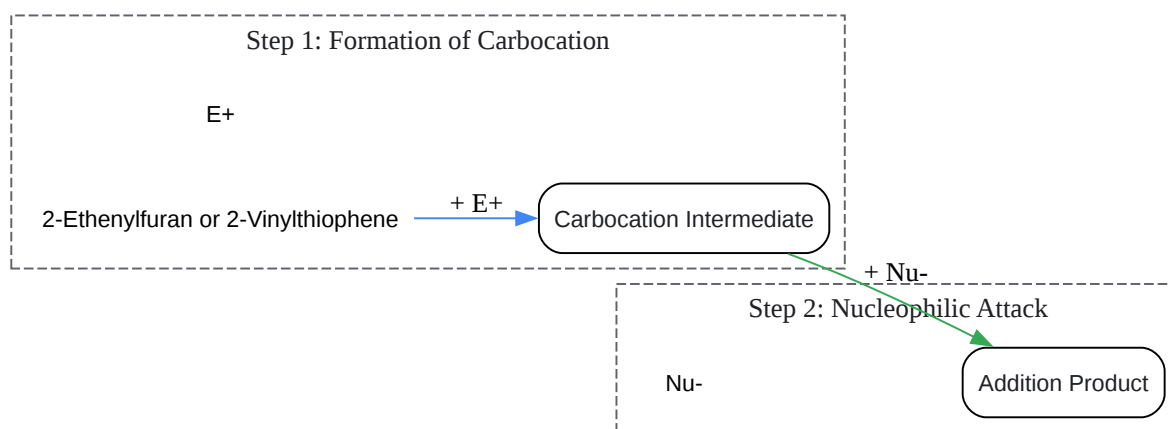 Step 1: Formation of Carbocation
E+
2-Ethenylfuran or 2-Vinylthiophene
+ E+
Carbocation Intermediate
+ Nu-
Step 2: Nucleophilic Attack
Nu-
Addition Product